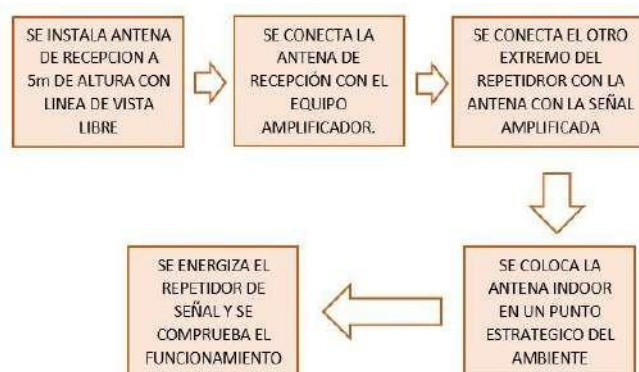 SE INSTALA ANTENA
DE RECEPCION A
5m DE ALTURA CON
LINEA DE VISTA
LIBRE
SE CONECTA LA
ANTENA DE
RECEPCIÓN CON EL
EQUIPO
AMPLIFICADOR.
SE CONECTA EL OTRO
EXTREMO DEL
REPETIDROR CON LA
ANTENA CON LA SEÑAL
AMPLIFICADA
SE COLOCA LA
ANTENA INDOOR
EN UN PUNTO
ESTRATEGICO DEL
AMBIENTE
SE ENERGIZA EL
REPETIDOR DE
SEÑAL Y SE
COMPRUEBA EL
FUNCIONAMIENTO